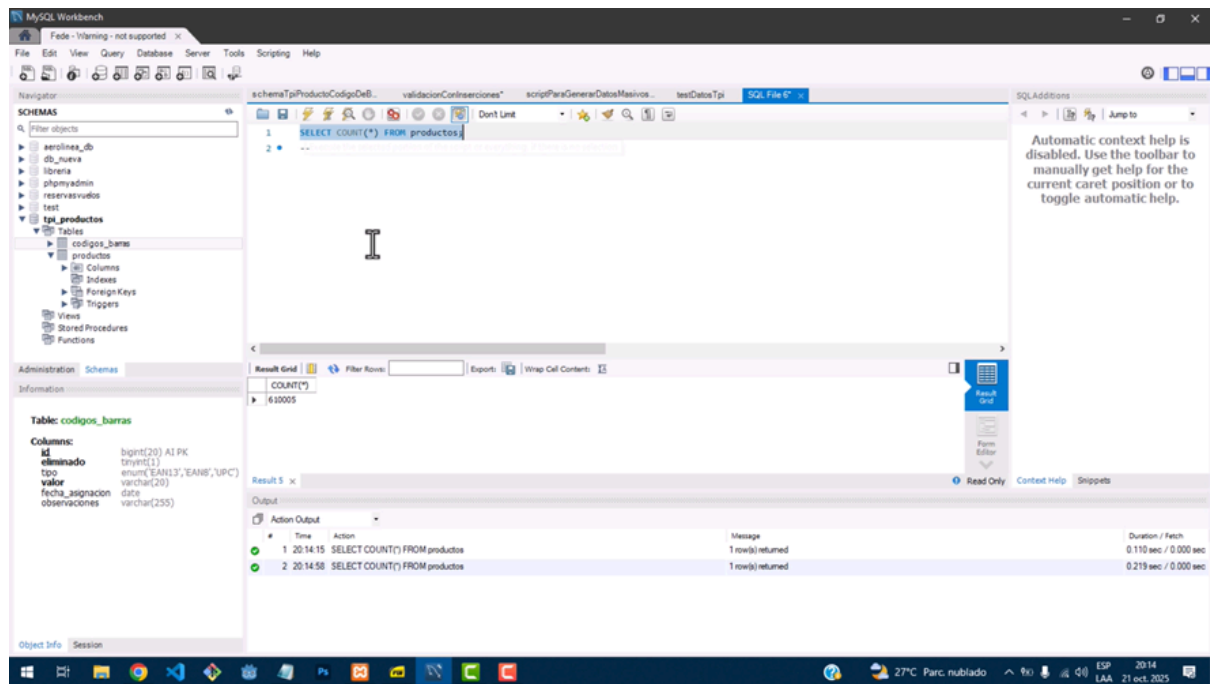 MySQL Workbench
Fede - Warning - not supported ×
File Edit View Query Database Server Tools Scripting Help
Navigator
SCHEMAS
Filter objects
aerolinea_db
db_nueva
libreria
phpmyadmin
reservasvuelos
test
tpi_productos
Tables
codigos_barras
productos
Columns
Indexes
Foreign Keys
Triggers
Views
Stored Procedures
Functions
Administration Schemas
Information
Table: codigos_barras
Columns:
id bigint(20) AI PK
eliminado tinyint(1)
tipo enum('EAN13','EAN8','UPC')
valor varchar(20)
fecha_asignacion date
observaciones varchar(255)
Object Info Session
schemaTpiProductoCodigoDeB... validacionConInserciones* scriptParaGenerarDatosMasivos... testDatosTpi SQL File 6* ×
Don't Limit
1 SELECT COUNT(*) FROM productos;
2 --
Result Grid Filter Rows: Export: Wrap Cell Content:
COUNT(*)
610005
Result Grid
Form Editor
Result 5 × Read Only
Output
Action Output
# Time Action Message Duration / Fetch
1 20:14:15 SELECT COUNT(*) FROM productos 1 row(s) returned 0.110 sec / 0.000 sec
2 20:14:58 SELECT COUNT(*) FROM productos 1 row(s) returned 0.219 sec / 0.000 sec
SQLAdditions
Jump to
Automatic context help is
disabled. Use the toolbar to
manually get help for the
current caret position or to
toggle automatic help.
Context Help Snippets
Ps
27°C Parc. nublado
ESP
LAA
20:14
21 oct. 2025